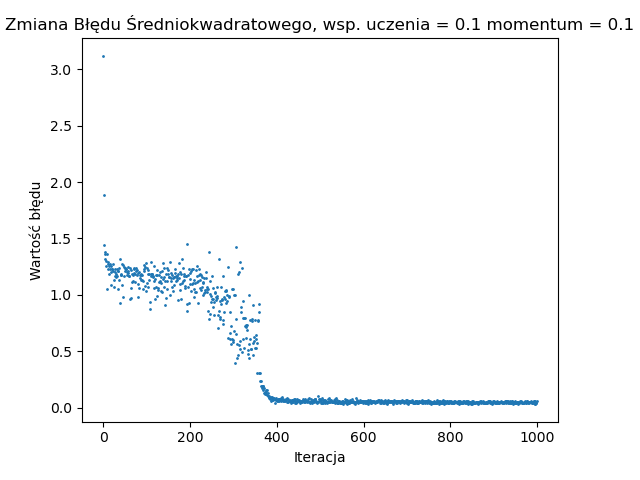 Zmiana Błędu Średniokwadratowego, wsp. uczenia = 0.1 momentum = 0.1
3.0
2.5
2.0
1.5
1.0
0.5
0.0
Wartość błędu
0 200 400 600 800 1000
Iteracja